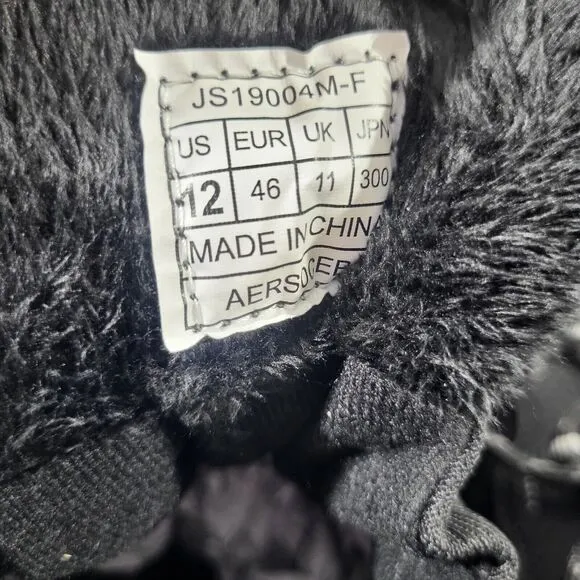 JS19004M-F
US EUR UK JPN
12 46 11 300
MADE IN CHINA